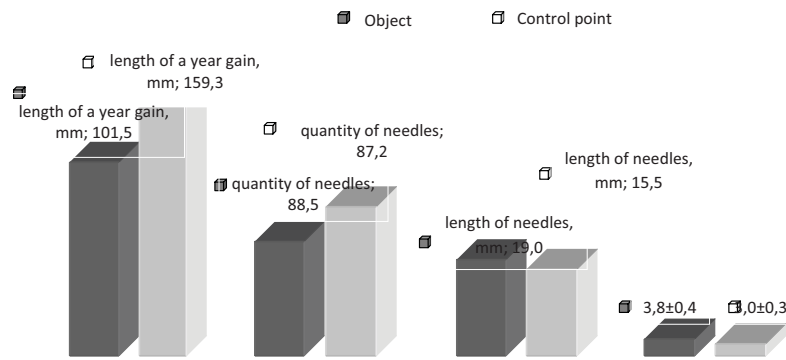 Object Control point
length of a year gain,
mm; 159,3
length of a year gain,
mm; 101,5
quantity of needles;
87,2
quantity of needles;
88,5
length of needles,
mm; 15,5
length of needles,
mm; 19,0
3,8±0,4 3,0±0,3